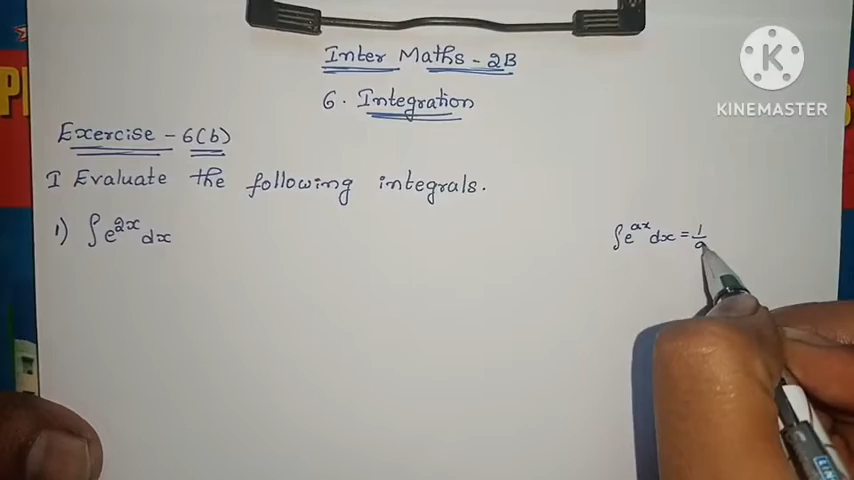 Inter Maths - 2B
6. Integration
KINEMASTER
Exercise - 6(b)
I Evaluate the following integrals.
1) ∫e^2x dx
∫e^ax dx = 1/a